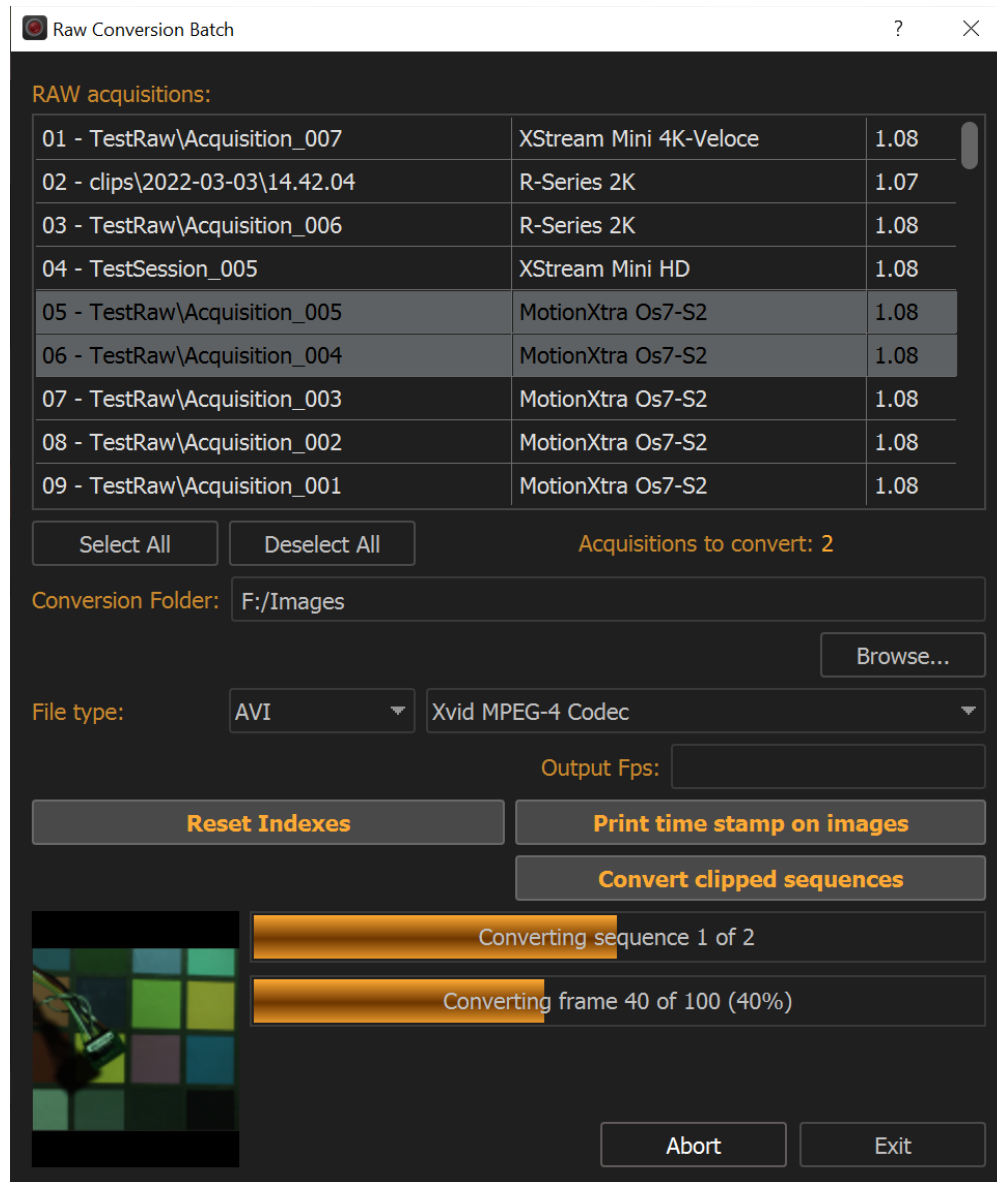 Raw Conversion Batch ?
RAW acquisitions:
01 - TestRaw\Acquisition_007 XStream Mini 4K-Veloce 1.08
02 - clips\2022-03-03\14.42.04 R-Series 2K 1.07
03 - TestRaw\Acquisition_006 R-Series 2K 1.08
04 - TestSession_005 XStream Mini HD 1.08
05 - TestRaw\Acquisition_005 MotionXtra Os7-S2 1.08
06 - TestRaw\Acquisition_004 MotionXtra Os7-S2 1.08
07 - TestRaw\Acquisition_003 MotionXtra Os7-S2 1.08
08 - TestRaw\Acquisition_002 MotionXtra Os7-S2 1.08
09 - TestRaw\Acquisition_001 MotionXtra Os7-S2 1.08
Select All Deselect All Acquisitions to convert: 2
Conversion Folder: F:/Images
Browse...
File type: AVI Xvid MPEG-4 Codec
Output Fps:
Reset Indexes Print time stamp on images
Convert clipped sequences
Converting sequence 1 of 2
Converting frame 40 of 100 (40%)
Abort Exit